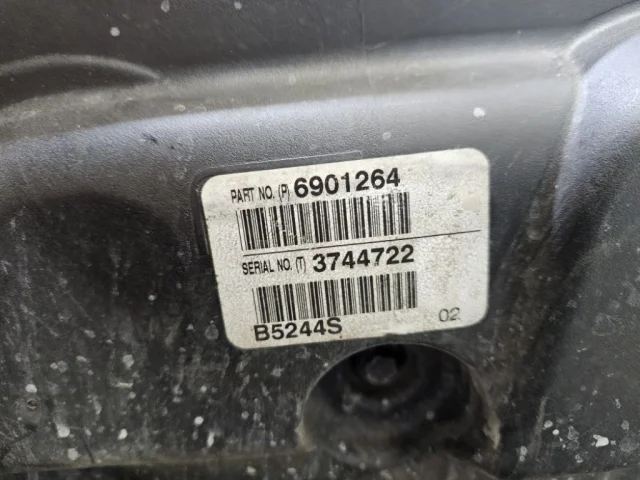 PART NO. (P) 6901264
SERIAL NO. (T) 3744722
B5244S 02